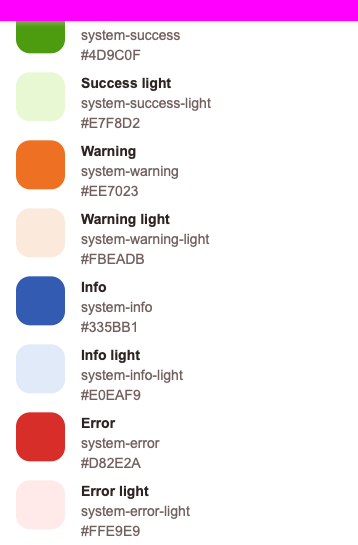 system-success
#4D9C0F
Success light
system-success-light
#E7F8D2
Warning
system-warning
#EE7023
Warning light
system-warning-light
#FBEADB
Info
system-info
#335BB1
Info light
system-info-light
#E0EAF9
Error
system-error
#D82E2A
Error light
system-error-light
#FFE9E9